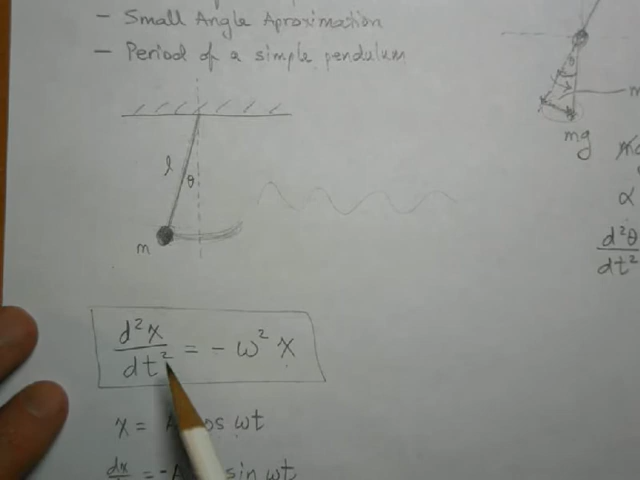 - Small Angle Aproximation
- Period of a simple pendulum
l
θ
m
d²x/dt² = - ω² x
x = A cos ωt
dx = -A sin ωt
θ
m
mg
α
d²θ/dt²